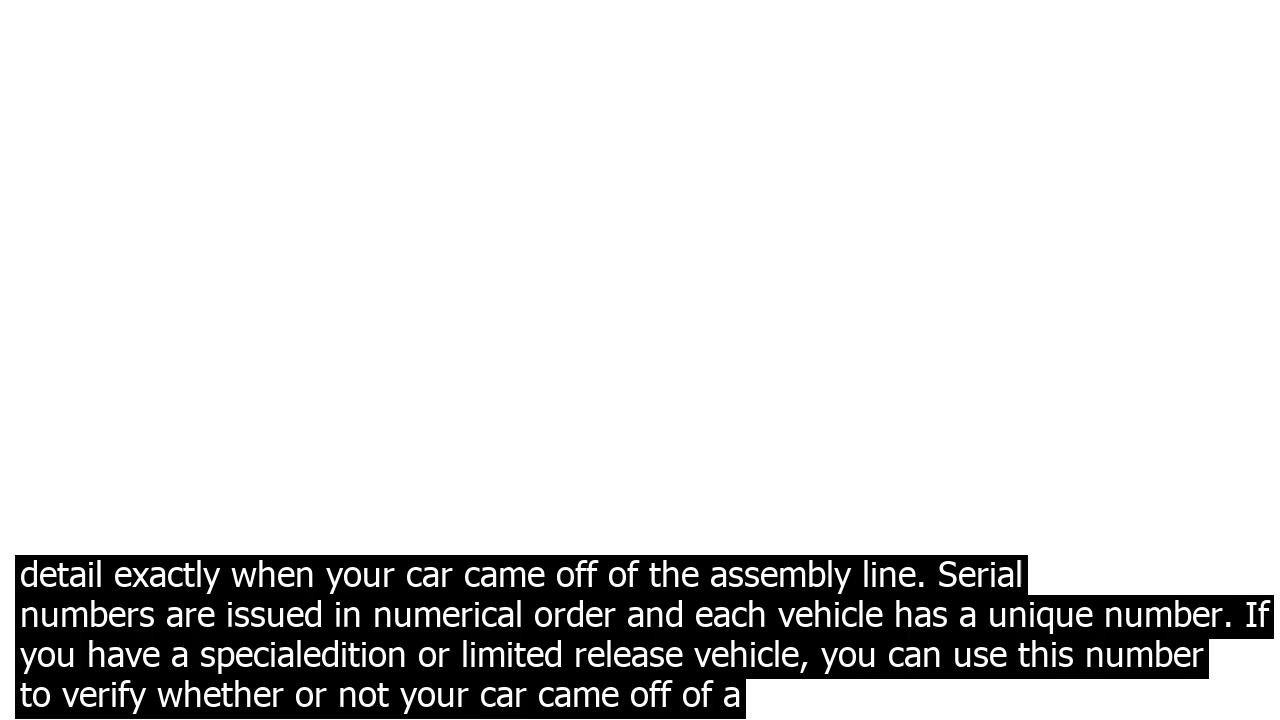 detail exactly when your car came off of the assembly line. Serial
numbers are issued in numerical order and each vehicle has a unique number. If
you have a specialedition or limited release vehicle, you can use this number
to verify whether or not your car came off of a